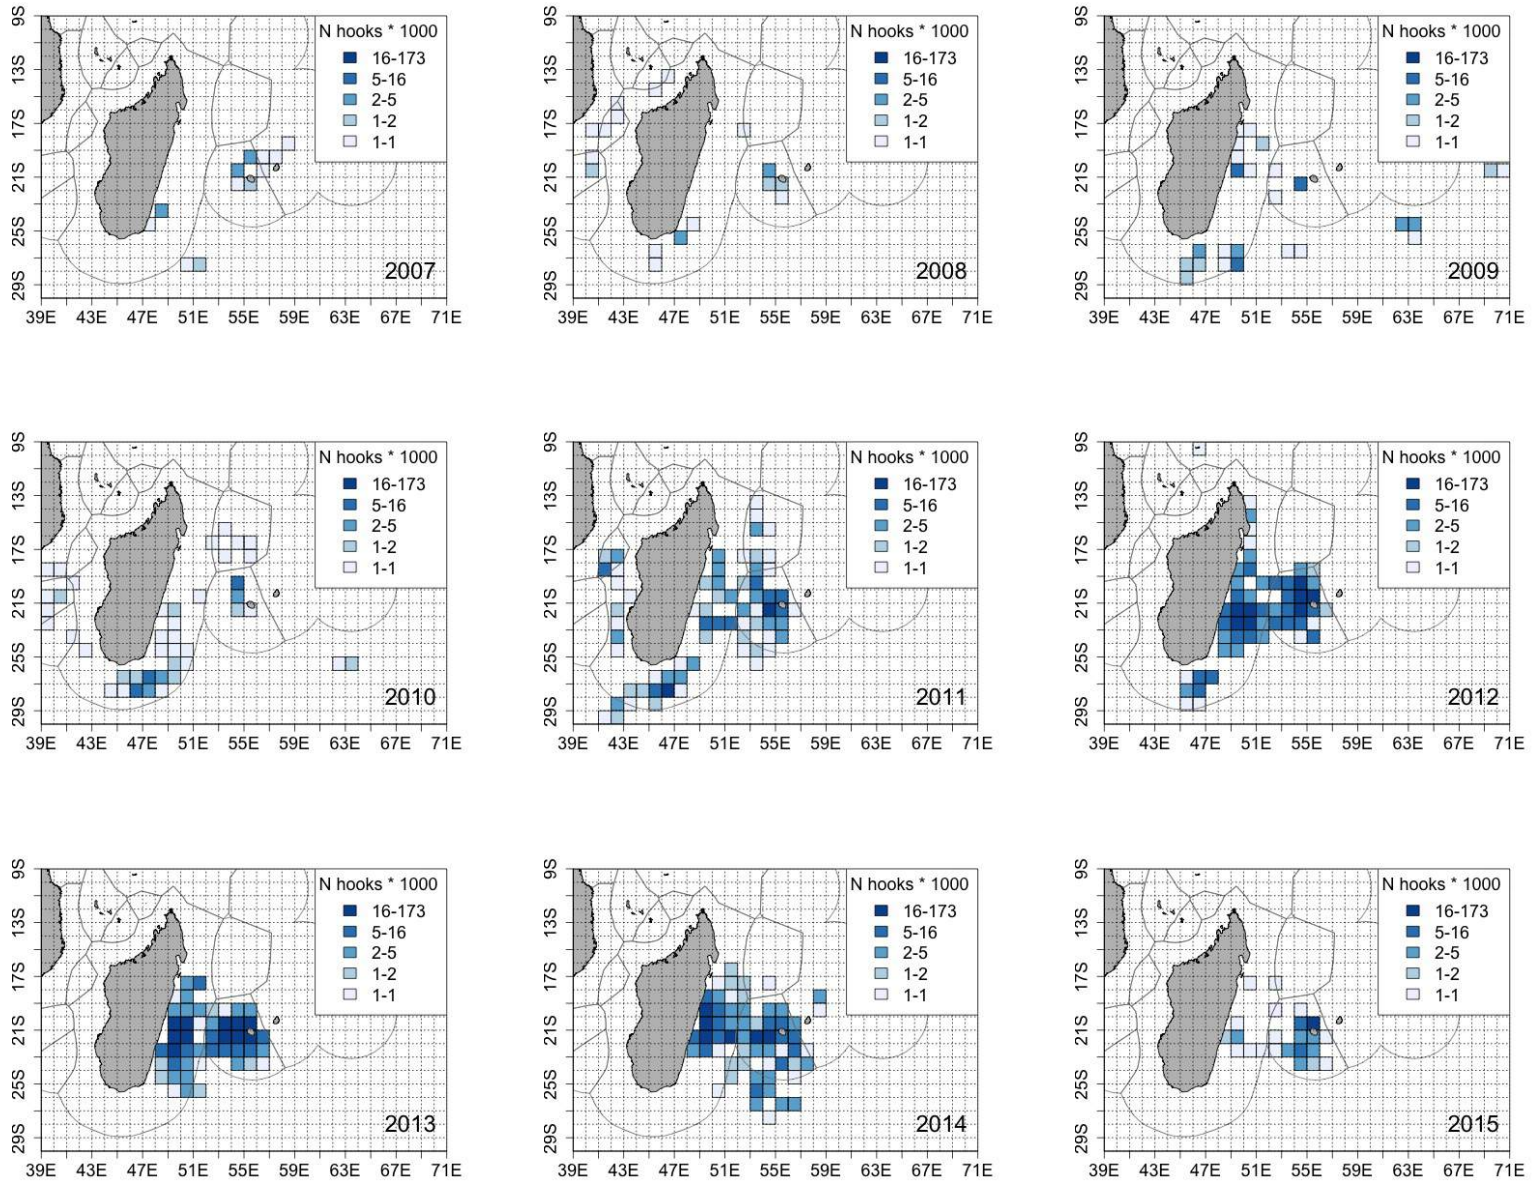 N hooks * 1000
16-173
5-16
2-5
1-2
1-1
9S
13S
17S
21S
25S
29S
2007
39E 43E 47E 51E 55E 59E 63E 67E 71E
N hooks * 1000
16-173
5-16
2-5
1-2
1-1
9S
13S
17S
21S
25S
29S
2008
39E 43E 47E 51E 55E 59E 63E 67E 71E
N hooks * 1000
16-173
5-16
2-5
1-2
1-1
9S
13S
17S
21S
25S
29S
2009
39E 43E 47E 51E 55E 59E 63E 67E 71E
N hooks * 1000
16-173
5-16
2-5
1-2
1-1
9S
13S
17S
21S
25S
29S
2010
39E 43E 47E 51E 55E 59E 63E 67E 71E
N hooks * 1000
16-173
5-16
2-5
1-2
1-1
9S
13S
17S
21S
25S
29S
2011
39E 43E 47E 51E 55E 59E 63E 67E 71E
N hooks * 1000
16-173
5-16
2-5
1-2
1-1
9S
13S
17S
21S
25S
29S
2012
39E 43E 47E 51E 55E 59E 63E 67E 71E
N hooks * 1000
16-173
5-16
2-5
1-2
1-1
9S
13S
17S
21S
25S
29S
2013
39E 43E 47E 51E 55E 59E 63E 67E 71E
N hooks * 1000
16-173
5-16
2-5
1-2
1-1
9S
13S
17S
21S
25S
29S
2014
39E 43E 47E 51E 55E 59E 63E 67E 71E
N hooks * 1000
16-173
5-16
2-5
1-2
1-1
9S
13S
17S
21S
25S
29S
2015
39E 43E 47E 51E 55E 59E 63E 67E 71E